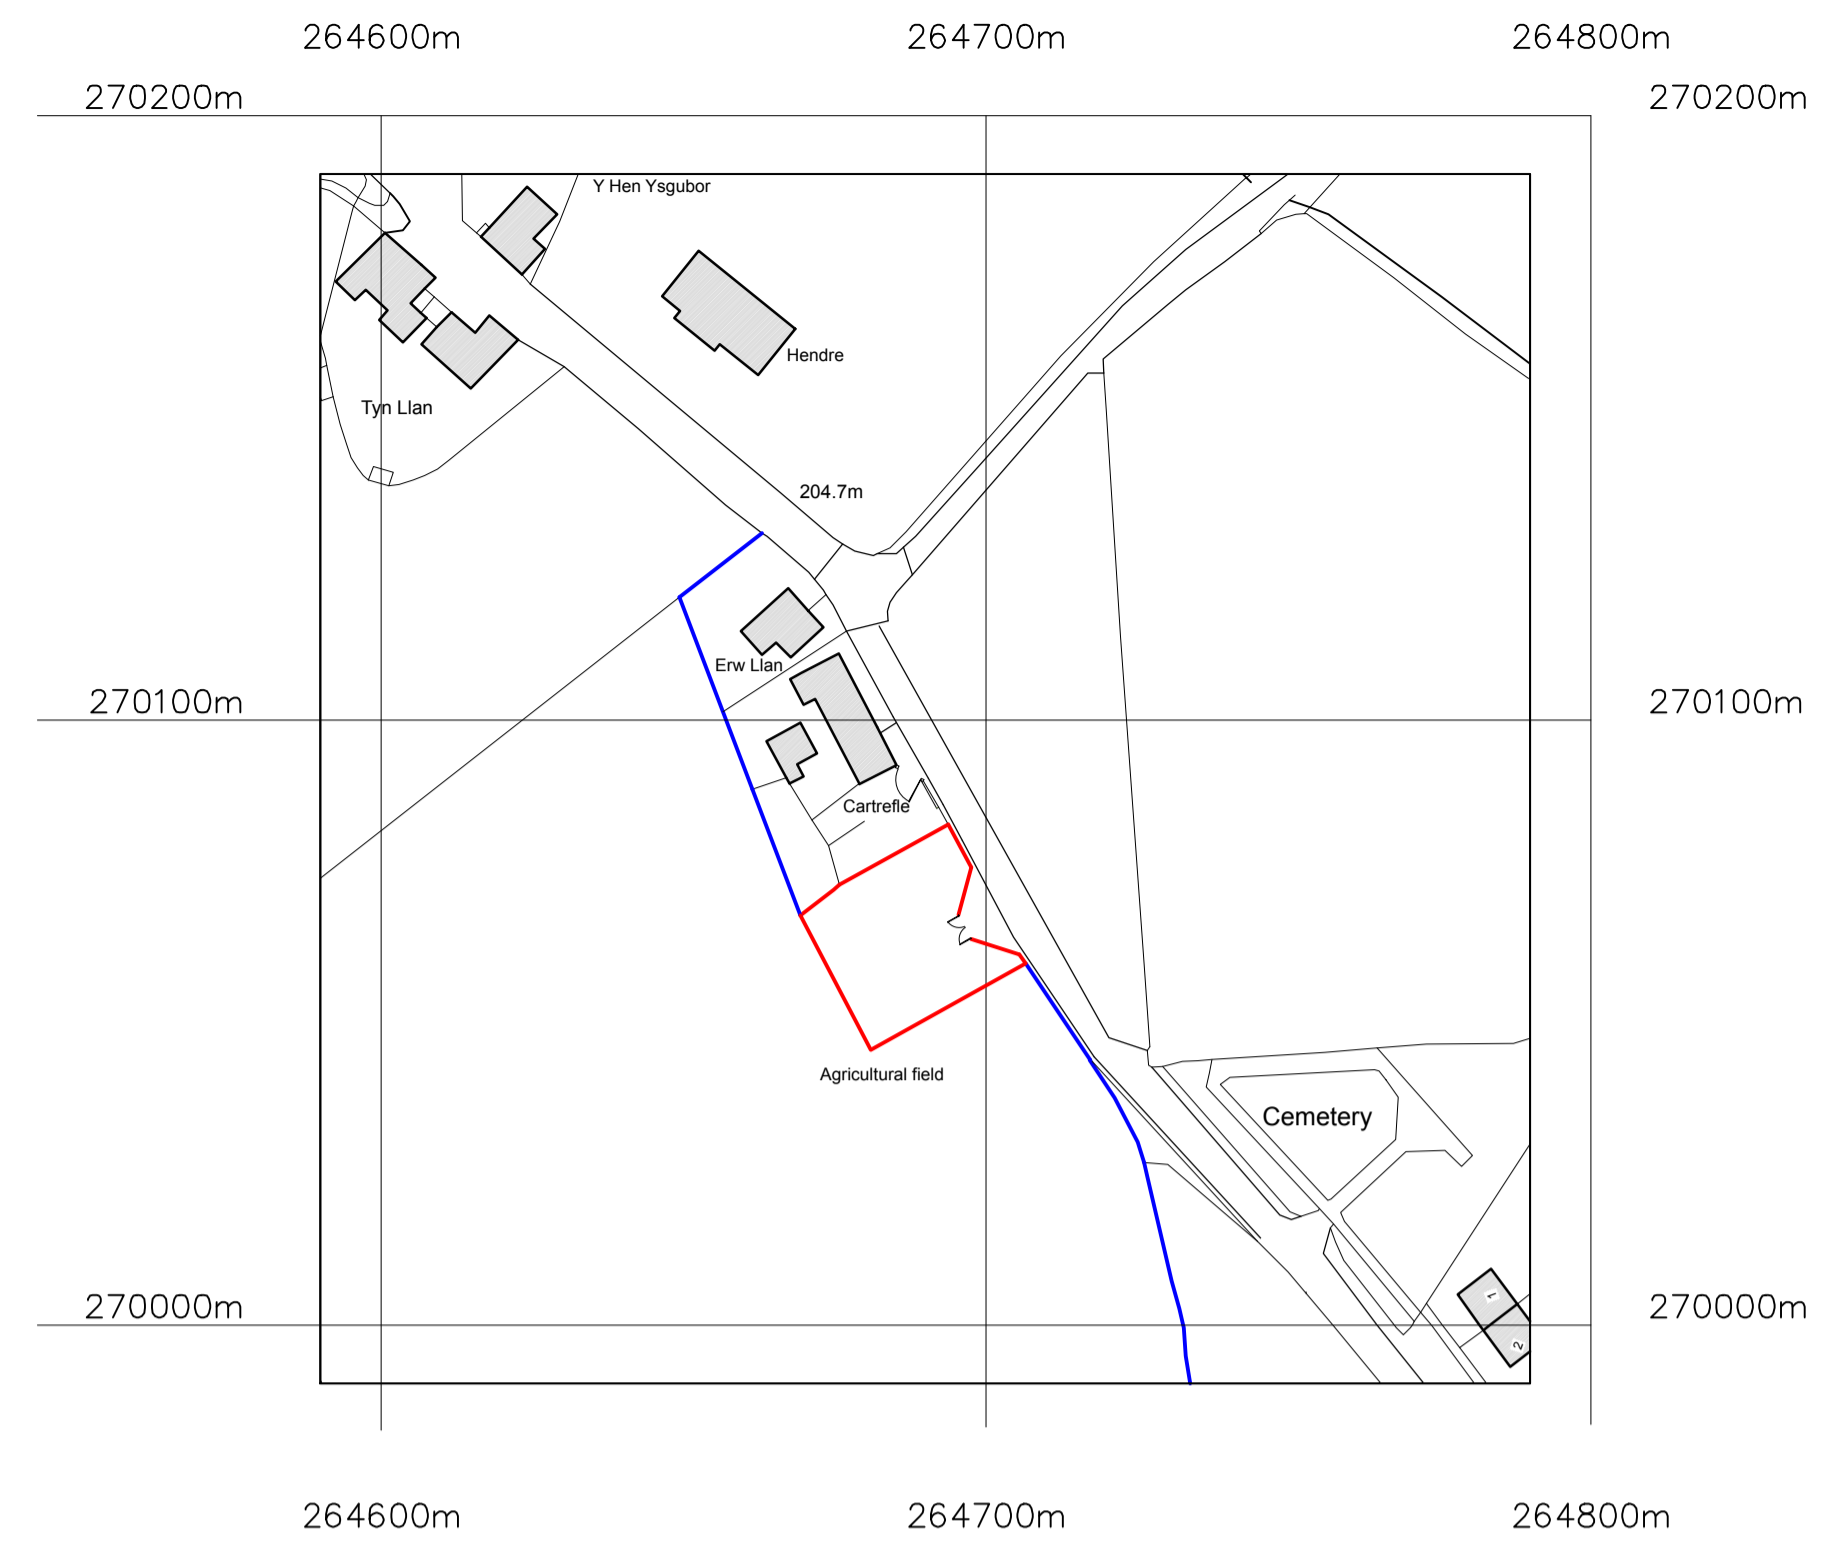 264600m
264700m
264800m
270200m
270200m
Y Hen Ysgubor
Hendre
Tyn Llan
204.7m
Erw Llan
270100m
270100m
Cartrefle
Agricultural field
Cemetery
1
2
270000m
270000m
264600m
264700m
264800m